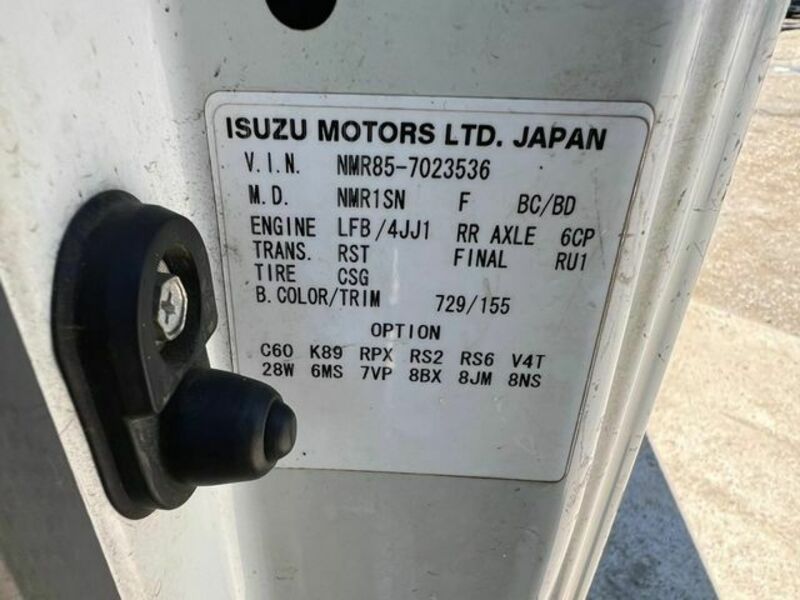 ISUZU MOTORS LTD. JAPAN
V.I.N. NMR85-7023536
M.D. NMR1SN F BC/BD
ENGINE LFB/4JJ1 RR AXLE 6CP
TRANS. RST FINAL RU1
TIRE CSG
B.COLOR/TRIM 729/155
OPTION
C60 K89 RPX RS2 RS6 V4T
28W 6MS 7VP 8BX 8JM 8NS